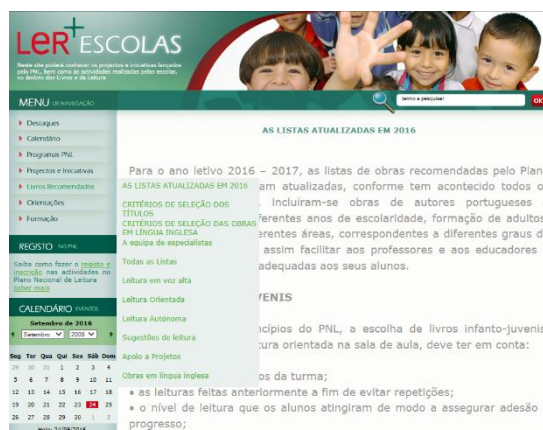 LeR+ ESCOLAS
Neste site poderá conhecer os projectos e iniciativas lançados
pelo PNL, bem como as actividades realizadas pelas escolas,
no âmbito dos Livros e da Leitura
MENU DE NAVEGAÇÃO
Destaques
Calendário
Programas PNL
Projectos e Iniciativas
Livros Recomendados
Orientações
Formação
REGISTO NO PNL
Saiba como fazer o registo e
inscrição nas actividades no
Plano Nacional de Leitura
saber mais
CALENDÁRIO EVENTOS
Setembro de 2016
Setembro
Seg Ter Qua Qui Sex Sáb Dom
29 30 31 1 2 3 4
5 6 7 8 9 10 11
12 13 14 15 16 17 18
19 20 21 22 23 24 25
26 27 28 29 30 1 2
Hoje: 24/09/2016
AS LISTAS ATUALIZADAS EM 2016
CRITÉRIOS DE SELEÇÃO DOS
TÍTULOS
CRITÉRIOS DE SELEÇÃO DAS OBRAS
EM LÍNGUA INGLESA
A equipa de especialistas
Todas as Listas
Leitura em voz alta
Leitura Orientada
Leitura Autónoma
Sugestões de leitura
Apoio a Projetos
Obras em língua inglesa
termo a pesquisar
OK
AS LISTAS ATUALIZADAS EM 2016
Para o ano letivo 2016 – 2017, as listas de obras recomendadas pelo Plan
am atualizadas, conforme tem acontecido todos o
. Incluíram-se obras de autores portugueses
ferentes anos de escolaridade, formação de adultos
erentes áreas, correspondentes a diferentes graus d
assim facilitar aos professores e aos educadores
adequadas aos seus alunos.
VENIS
ncípios do PNL, a escolha de livros infanto-juvenis
tura orientada na sala de aula, deve ter em conta:
os da turma;
• as leituras feitas anteriormente a fim de evitar repetições;
• o nível de leitura que os alunos atingiram de modo a assegurar adesão
progresso;